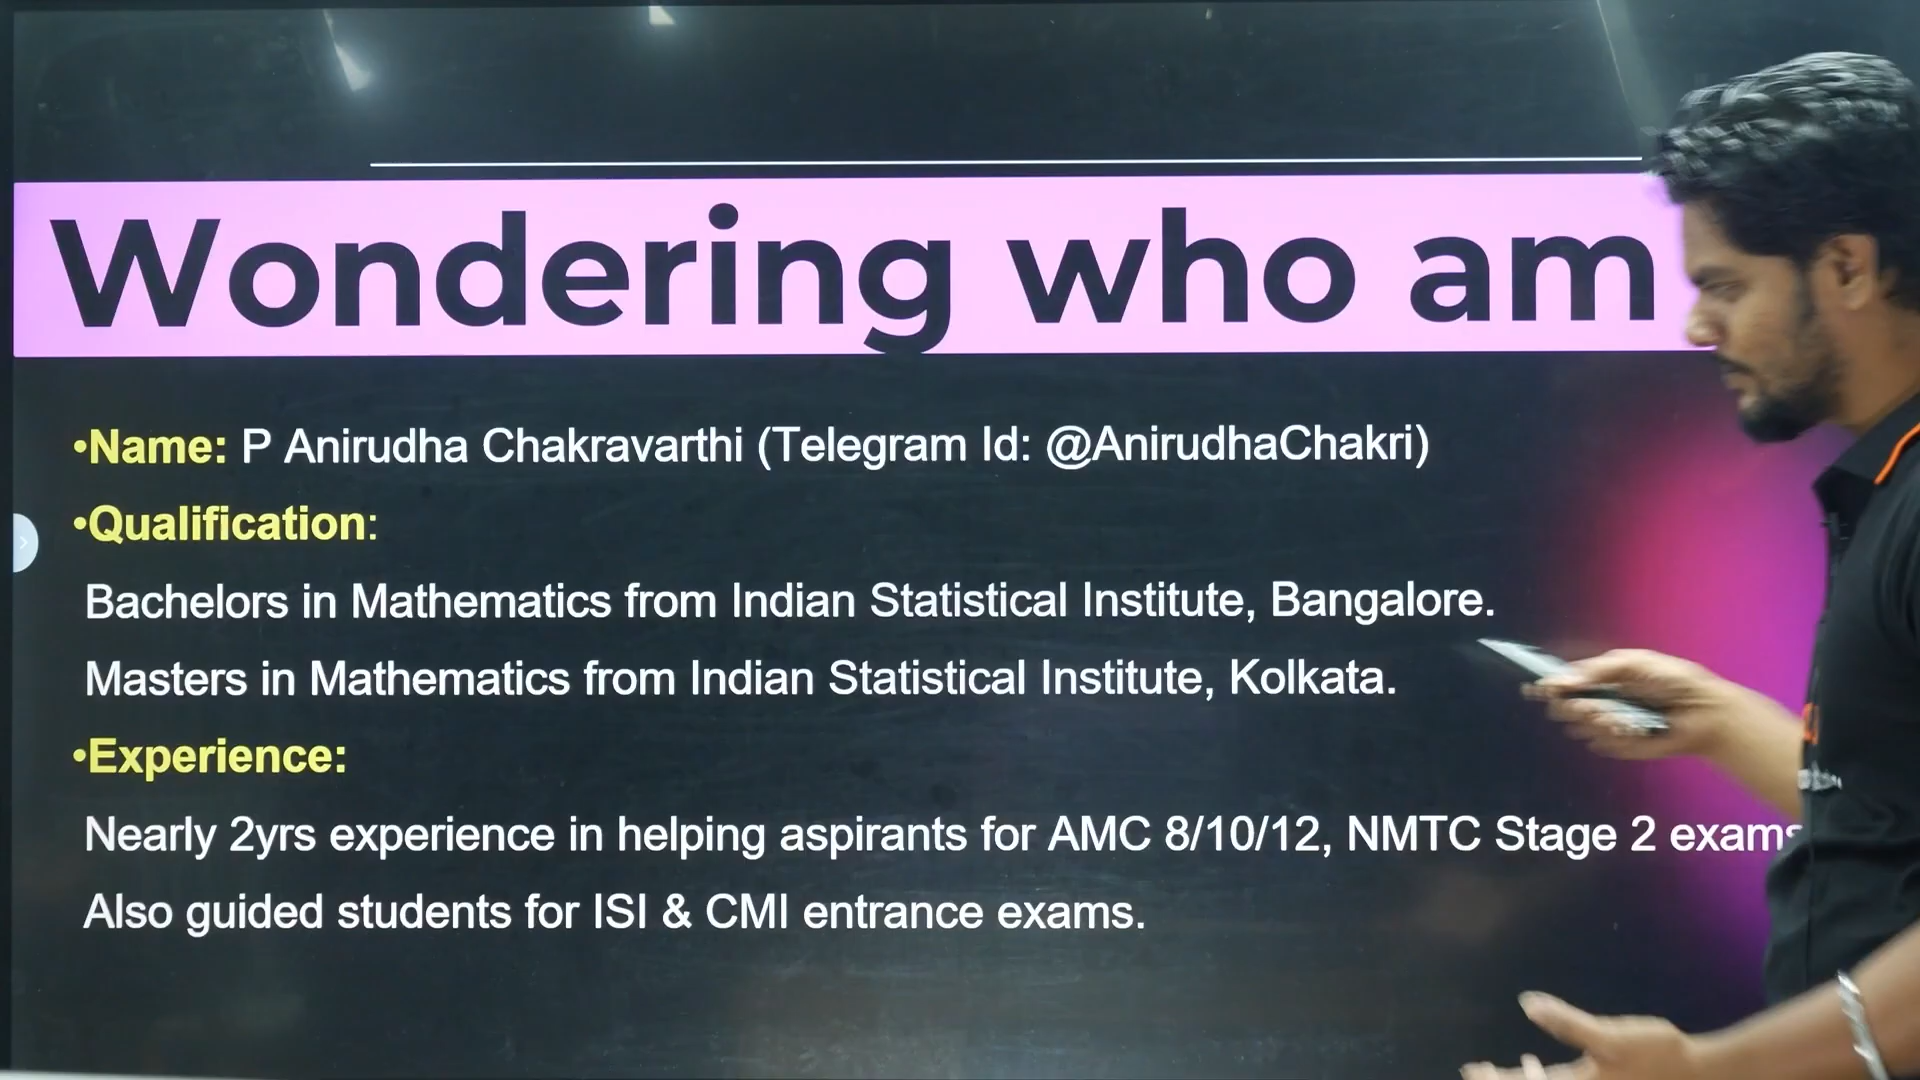 Wondering who am
•Name: P Anirudha Chakravarthi (Telegram Id: @AnirudhaChakri)
•Qualification:
Bachelors in Mathematics from Indian Statistical Institute, Bangalore.
Masters in Mathematics from Indian Statistical Institute, Kolkata.
•Experience:
Nearly 2yrs experience in helping aspirants for AMC 8/10/12, NMTC Stage 2 exams
Also guided students for ISI & CMI entrance exams.